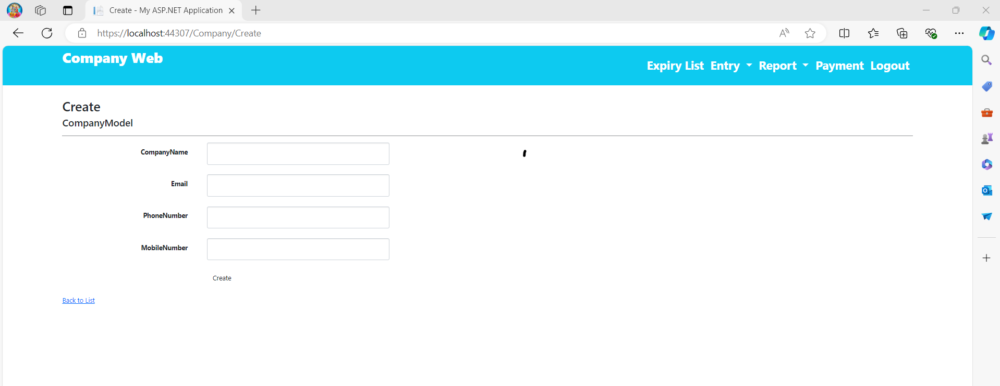 Create - My ASP.NET Application
https://localhost:44307/Company/Create
Company Web
Expiry List Entry Report Payment Logout
Create
CompanyModel
CompanyName
Email
PhoneNumber
MobileNumber
Create
Back to List